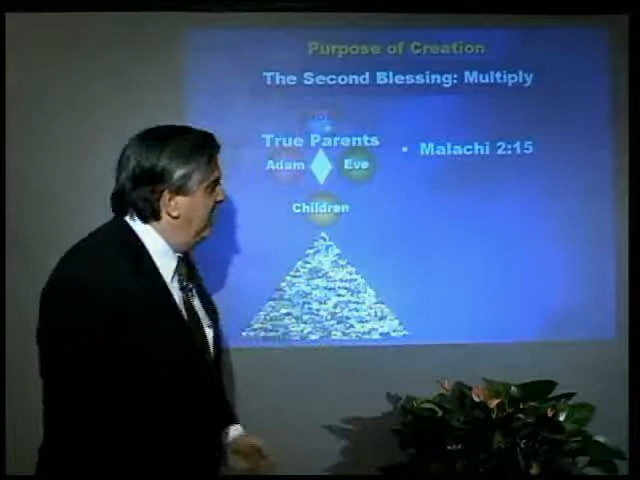 Purpose of Creation
The Second Blessing: Multiply
True Parents
• Malachi 2:15
Adam
Eve
Children